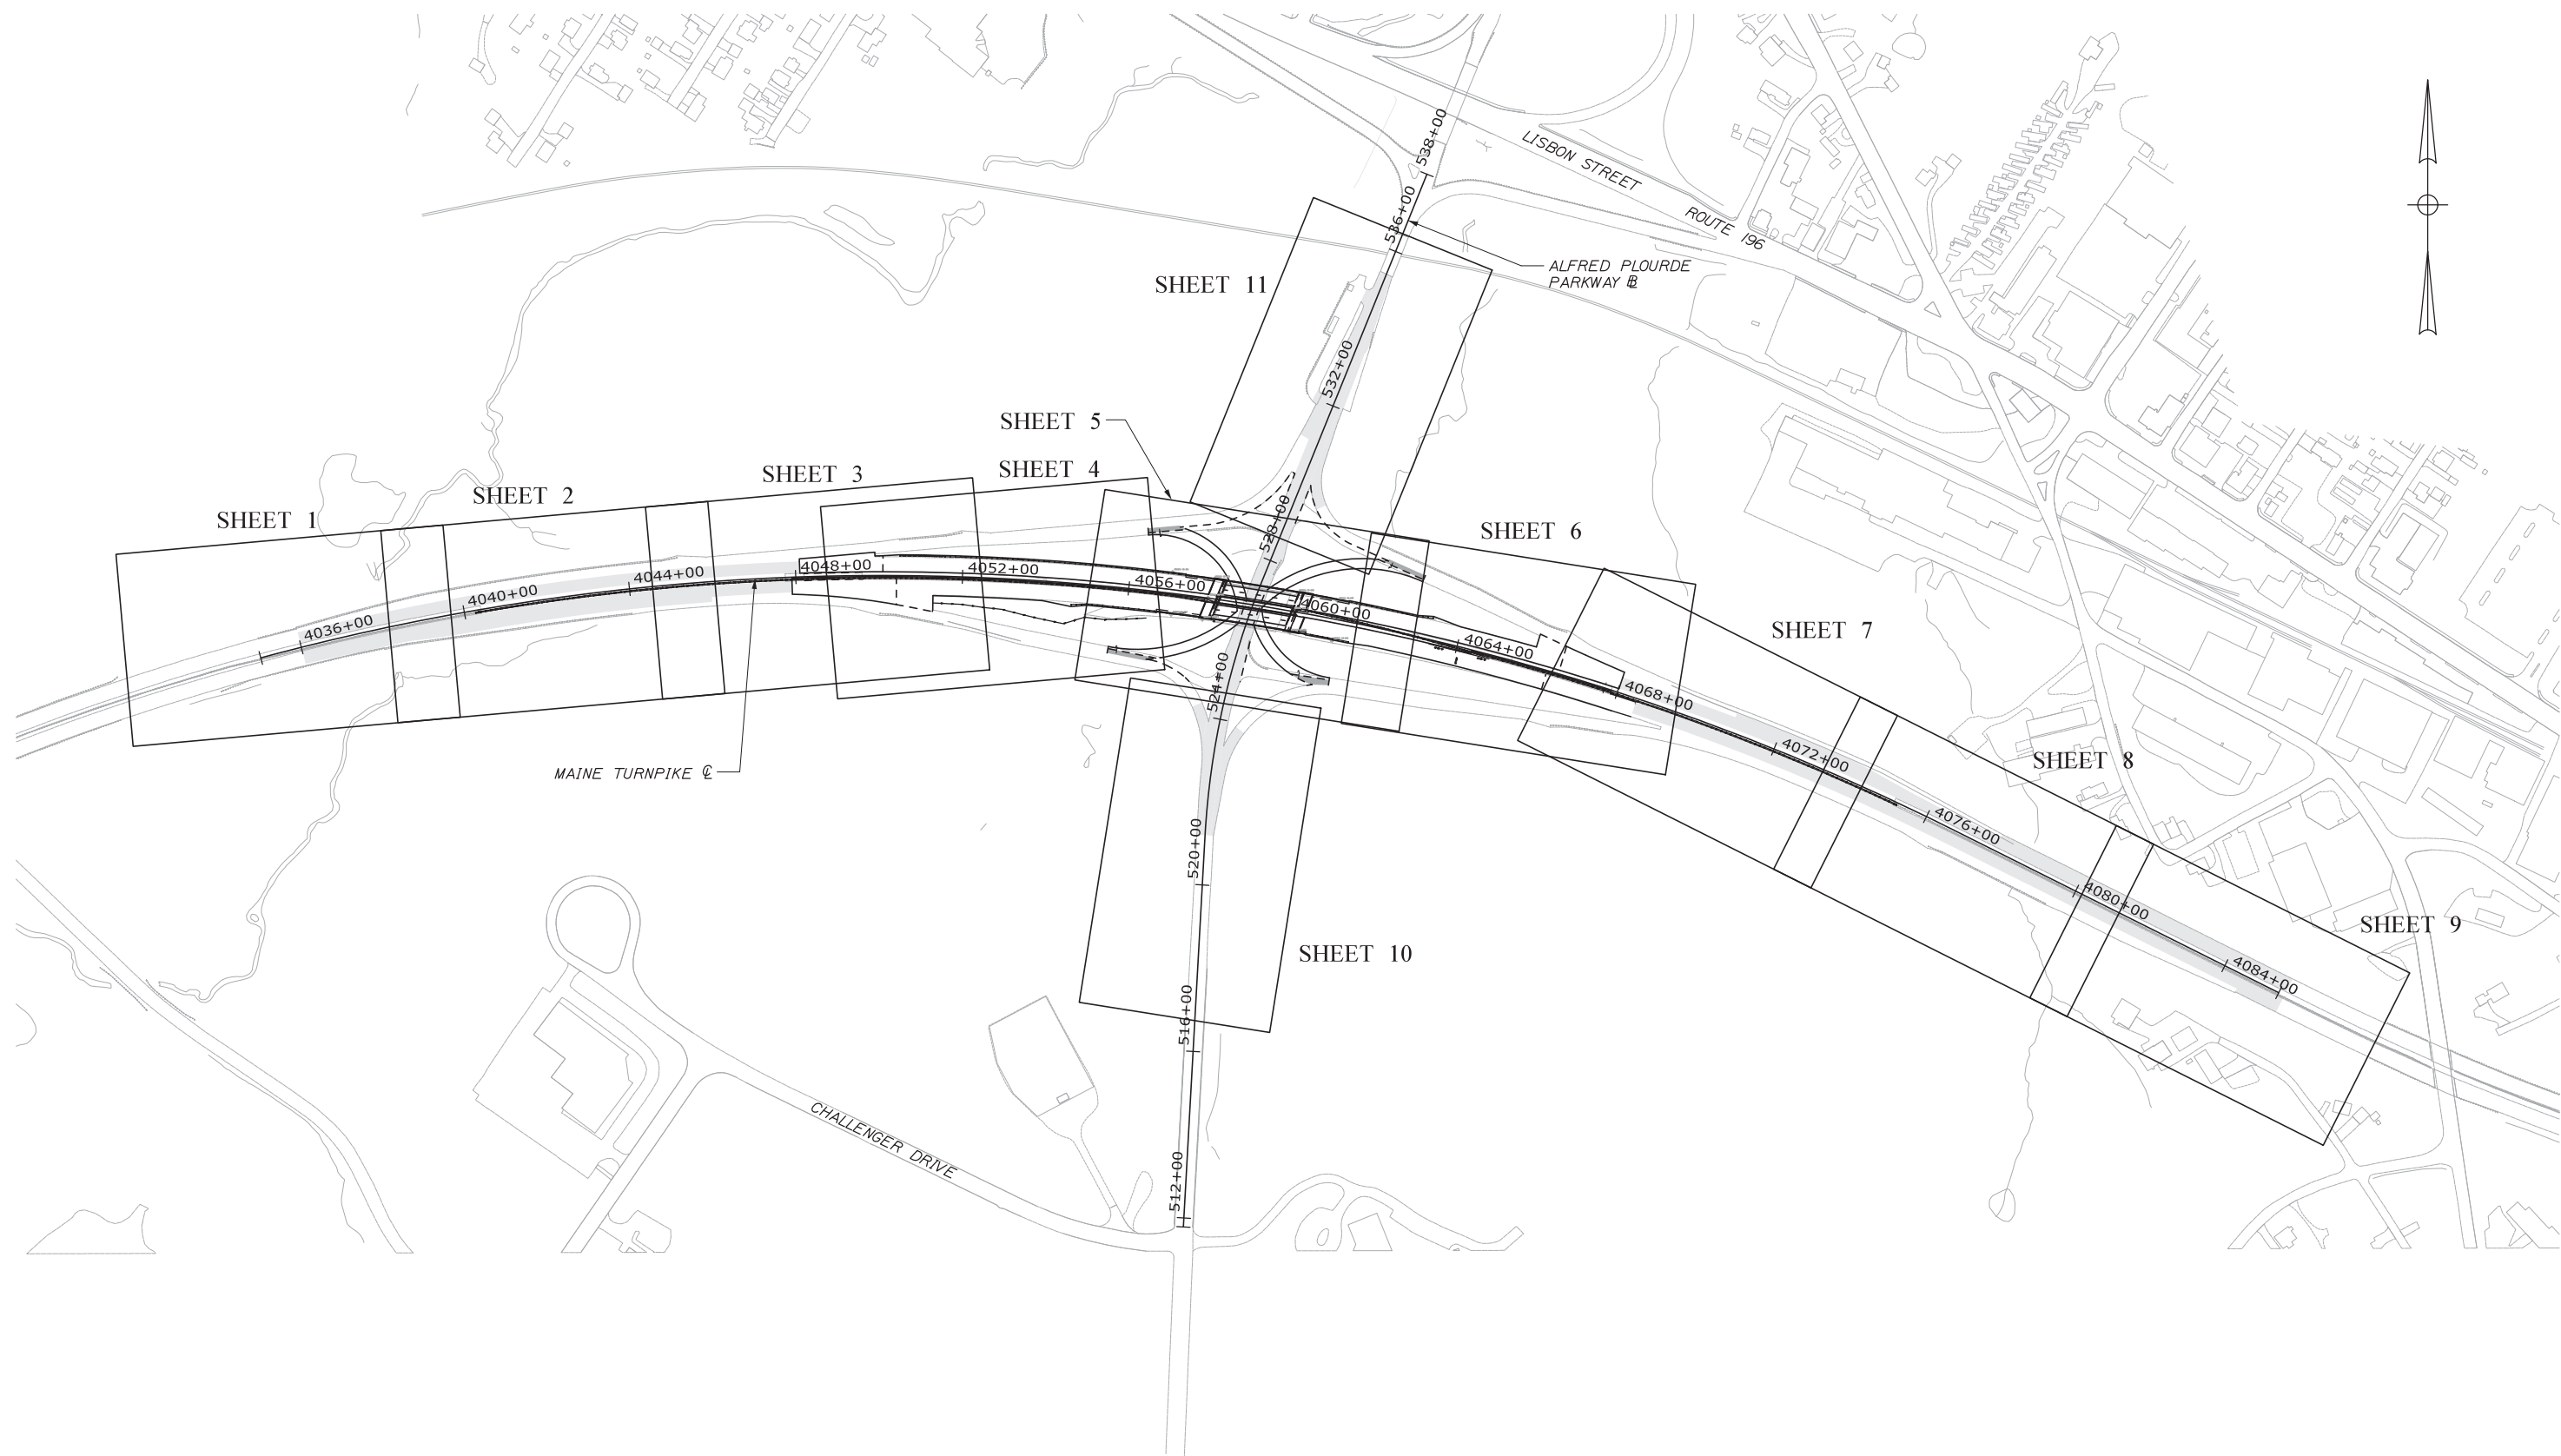 538+00
LISBON STREET
ROUTE 196
536+00
ALFRED PLOURDE
PARKWAY BL
SHEET 11
532+00
SHEET 5
SHEET 4
SHEET 3
SHEET 2
SHEET 1
528+00
SHEET 6
4036+00
4040+00
4044+00
4048+00
4052+00
4056+00
4060+00
4064+00
4068+00
4072+00
4076+00
4080+00
4084+00
SHEET 7
SHEET 8
SHEET 9
MAINE TURNPIKE ℄
524+00
520+00
SHEET 10
516+00
512+00
CHALLENGER DRIVE